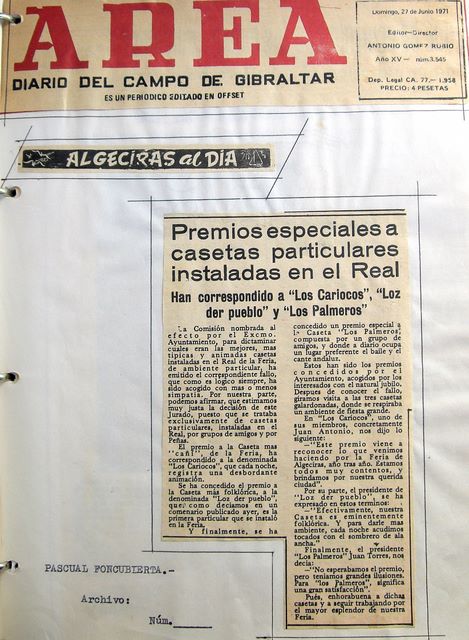 AREA
DIARIO DEL CAMPO DE GIBRALTAR
ES UN PERIODICO EDITADO EN OFFSET
Domingo, 27 de Junio 1971
Editor-Director
ANTONIO GOMEZ RUBIO
Año XV — núm. 3.545
Dep. Legal CA. 77.— 1.958
PRECIO: 4 PESETAS
ALGECIRAS al DIA
Premios especiales a
casetas particulares
instaladas en el Real
Han correspondido a "Los Cariocos", "Loz
der pueblo" y "Los Palmeros"
La Comisión nombrada al
efecto por el Excmo.
Ayuntamiento, para dictaminar
cuales eran las mejores, mas
típicas y animadas casetas
instaladas en el Real de la Feria,
de ambiente particular, ha
emitido el correpondiente fallo,
que como es logico siempre, ha
sido acogido con mas o menos
simpatia. Por nuestra parte,
podemos afirmar, que estimamos
muy justa la decisión de este
Jurado, puesto que se trataba
exclusivamente de casetas
particulares, instaladas en el
Real, por grupos de amigos y por
Peñas.
El premio a la Caseta mas
"cañí", de la Feria, ha
correspondido a la denominada
"Los Cariocos", que cada noche,
registra una desbordante
animación.
Se ha concedido el premio a
la Caseta más folklórica, a la
denominada "Loz der pueblo",
que como deciamos en un
comenario publicado ayer, es la
primera particular que se instaló
en la Feria.
Y finalmente, se ha
concedido un premio especial a
la Caseta "Los Palmeros,
compuesta por un grupo de
amigos, y donde a diario ocupa
un lugar preferente el baile y el
cante andaluz.
Estos han sido los premios
concedidos por el
Ayuntamiento, acogidos por los
interesados con natural jubilo.
Despues de conocer el fallo,
giramos visita a las tres casetas
galardonadas, donde se respiraba
un ambiente de fiesta grande.
En "Los Cariocos", uno de
sus miembros, concretamente
Juan Antonio, nos dijo lo
siguiente:
—"Este premio viene a
reconocer lo que venimos
haciendo por la Feria de
Algeciras, año tras año. Estamos
todos muy contentos, y
brindamos por nuestra querida
ciudad".
Por su parte, el presidente de
"Loz der pueblo", se ha
expresado en estos terminos:
—"Efectivamente, nuestra
Caseta es eminentemente
folklórica. Y para darle mas
ambiente, cada noche acudimos
tocados con el sombrero de ala
ancha."
Finalmente, el presidente
"Los Palmeros" Juan Torres, nos
decia:
—"No esperabamos el premio,
pero teniamos grandes ilusiones.
Para "los Palmeros", significa
una gran satisfacción".
Pués, enhorabuena a dichas
casetas y a seguir trabajando por
el mayor esplendor de nuestra
Feria.
PASCUAL FONCUBIERTA.-
Archivo:
Núm.